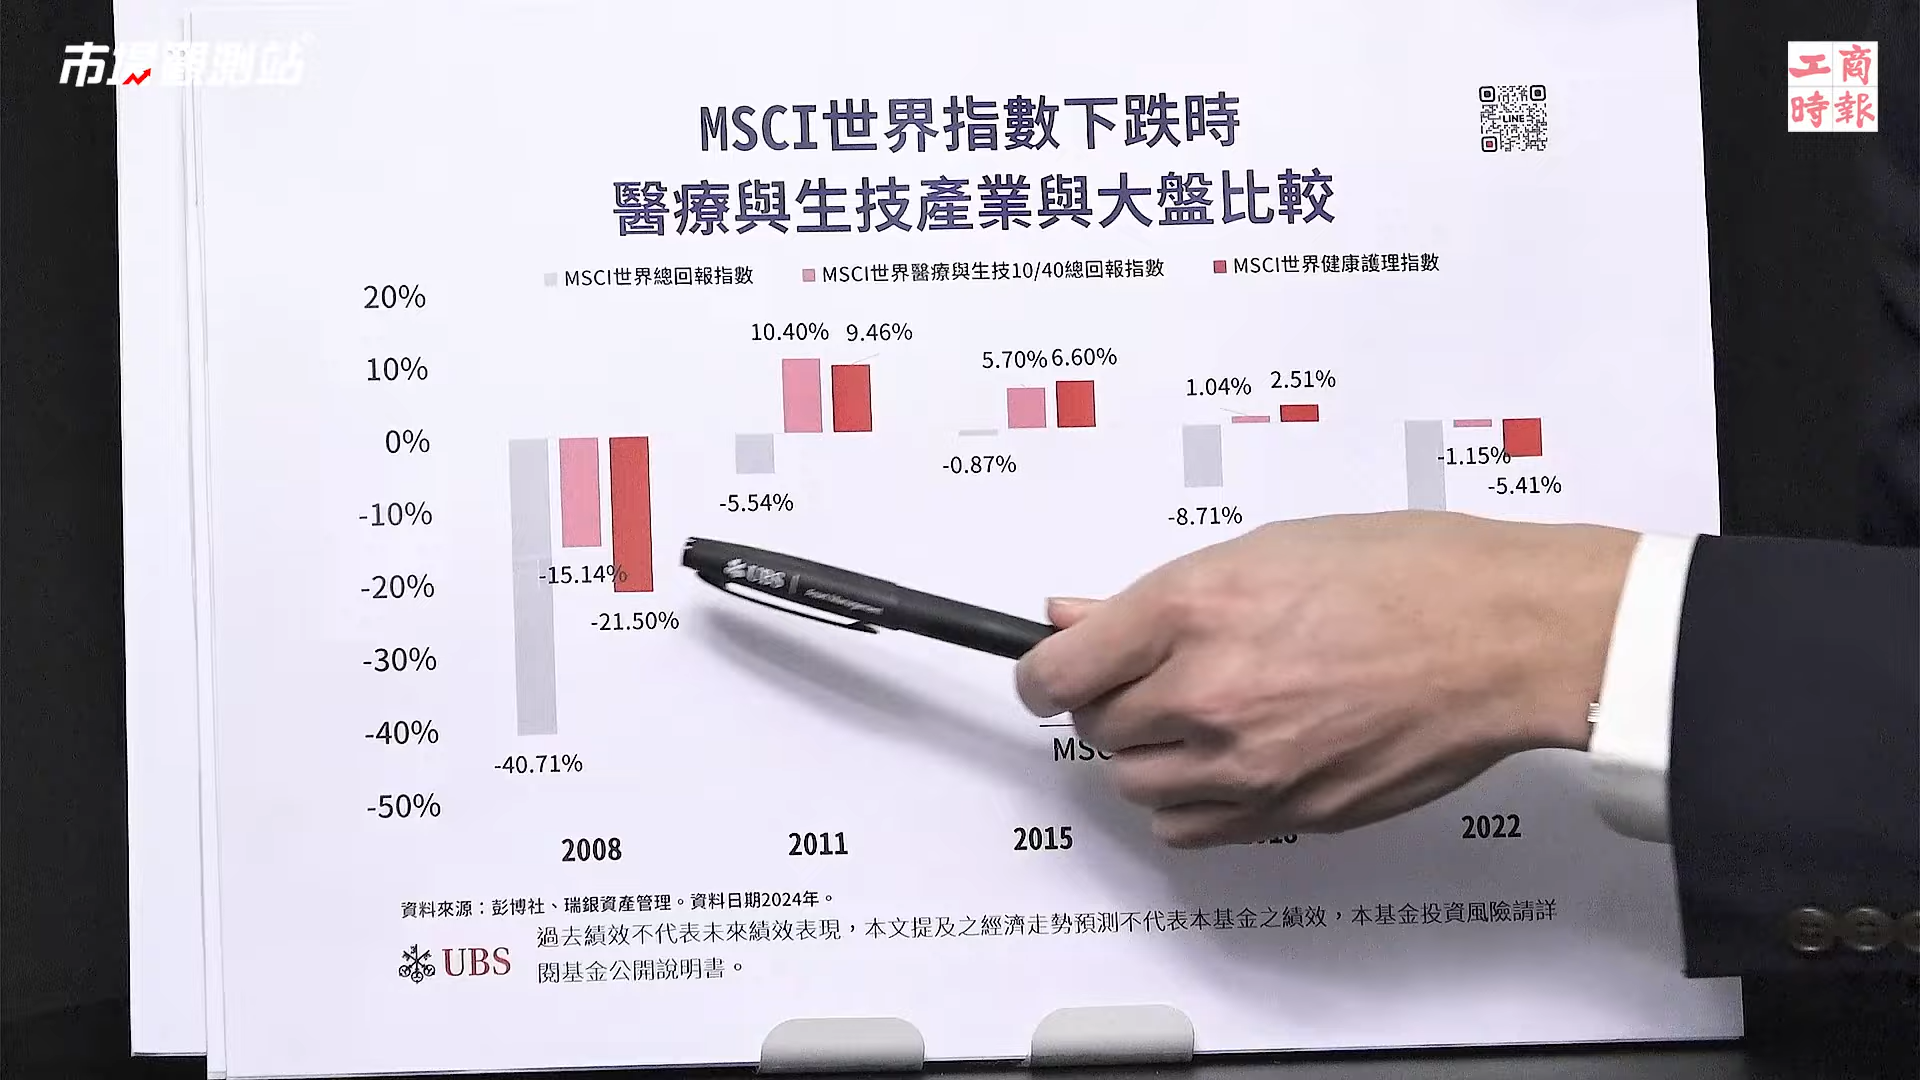 市場觀測站
工商
時報
MSCI世界指數下跌時
醫療與生技產業與大盤比較
LINE
MSCI世界總回報指數 MSCI世界醫療與生技10/40總回報指數 MSCI世界健康護理指數
20%
10%
0%
-10%
-20%
-30%
-40%
-50%
-40.71%
-15.14%
-21.50%
-5.54%
10.40%
9.46%
-0.87%
5.70%
6.60%
-8.71%
1.04%
2.51%
-1.15%
-5.41%
UBS
Asset Management
2008
2011
2015
2022
資料來源：彭博社、瑞銀資產管理。資料日期2024年。
UBS
過去績效不代表未來績效表現，本文提及之經濟走勢預測不代表本基金之績效，本基金投資風險請詳
閱基金公開說明書。